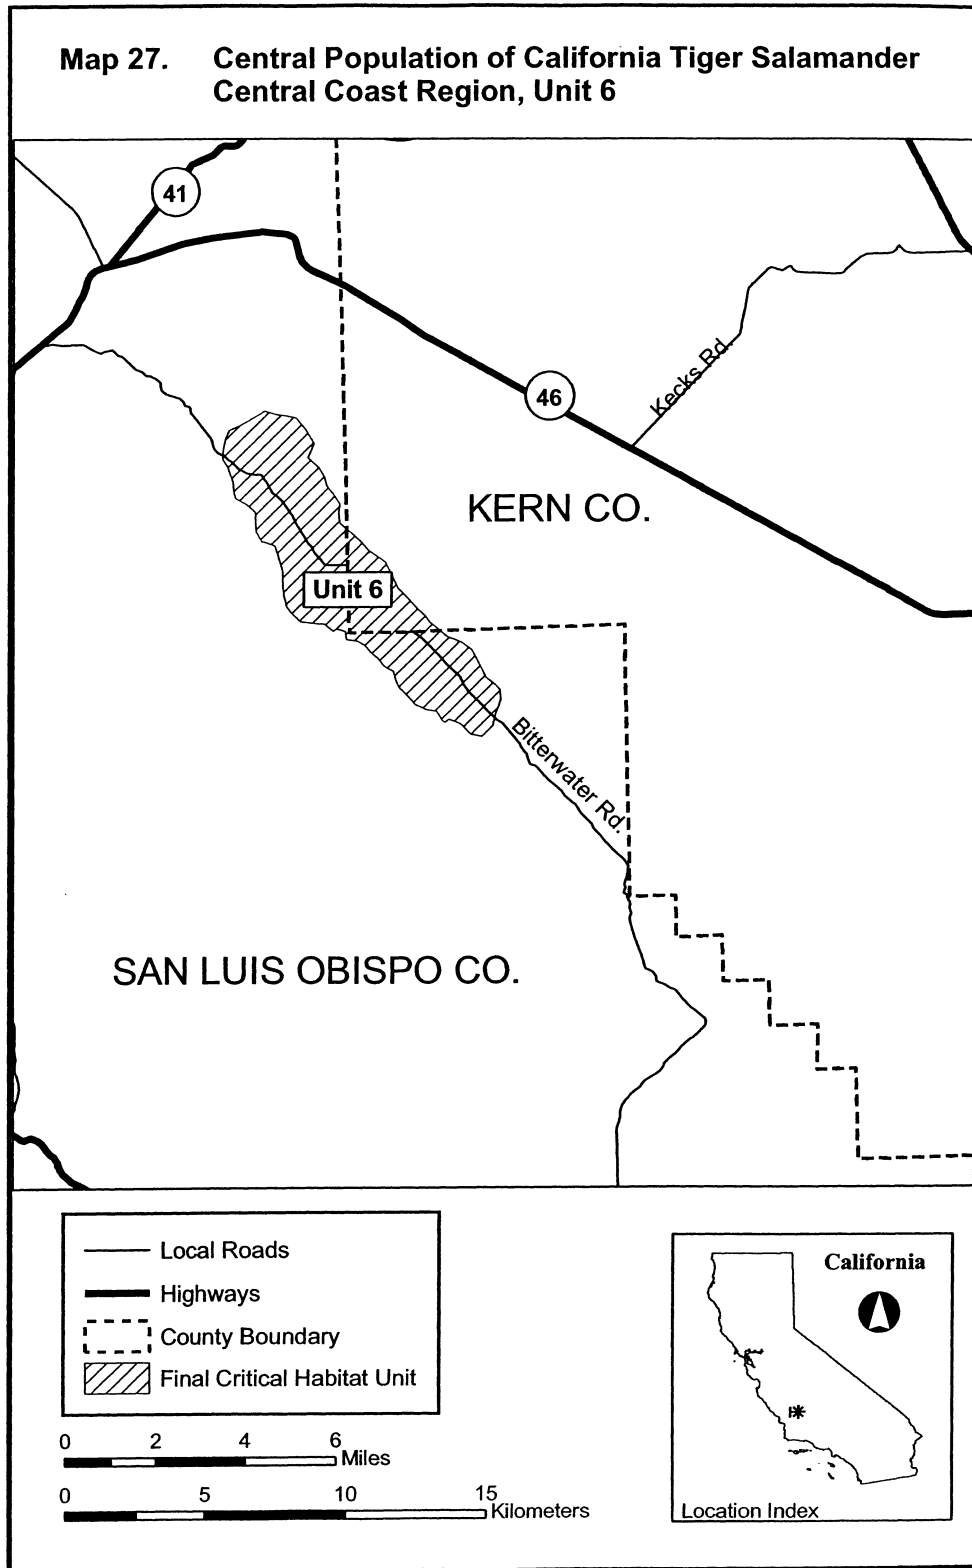 Map 27. Central Population of California Tiger Salamander
Central Coast Region, Unit 6
41
46
Kecks Rd.
KERN CO.
Unit 6
Bitterwater Rd.
SAN LUIS OBISPO CO.
Local Roads
Highways
County Boundary
Final Critical Habitat Unit
0 2 4 6 Miles
0 5 10 15 Kilometers
California
Location Index